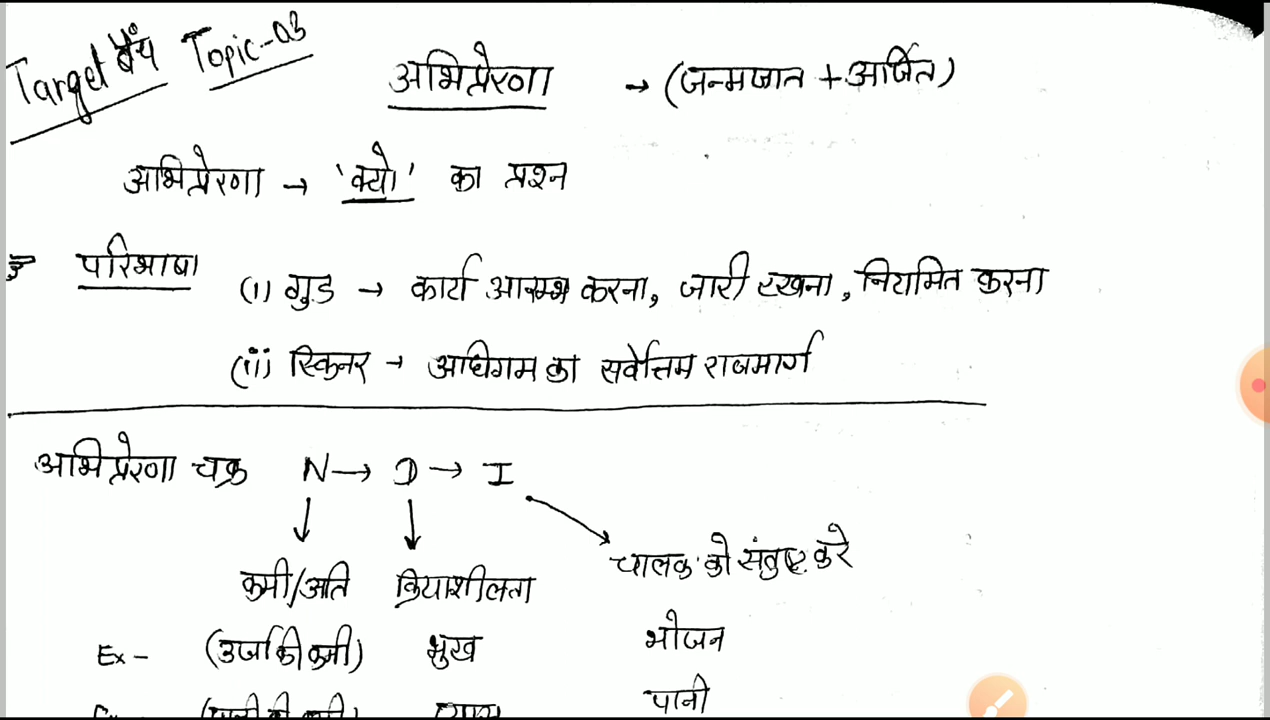 Target बैंच Topic-03
अभिप्रेरणा → (जन्मजात + अर्जित)
अभिप्रेरणा → 'क्यो' का प्रश्न
परिभाषा
(i) गुड → कार्य आरम्भ करना, जारी रखना, नियमित करना
(ii) स्किनर → अधिगम का सर्वोत्तम राजमार्ग
अभिप्रेरणा चक्र N → D → I
चालक को संतुष्ट करे
कमी/अति क्रियाशीलता
Ex - (उर्जा की कमी) भुख भोजन
(पानी की कमी) प्यास पानी